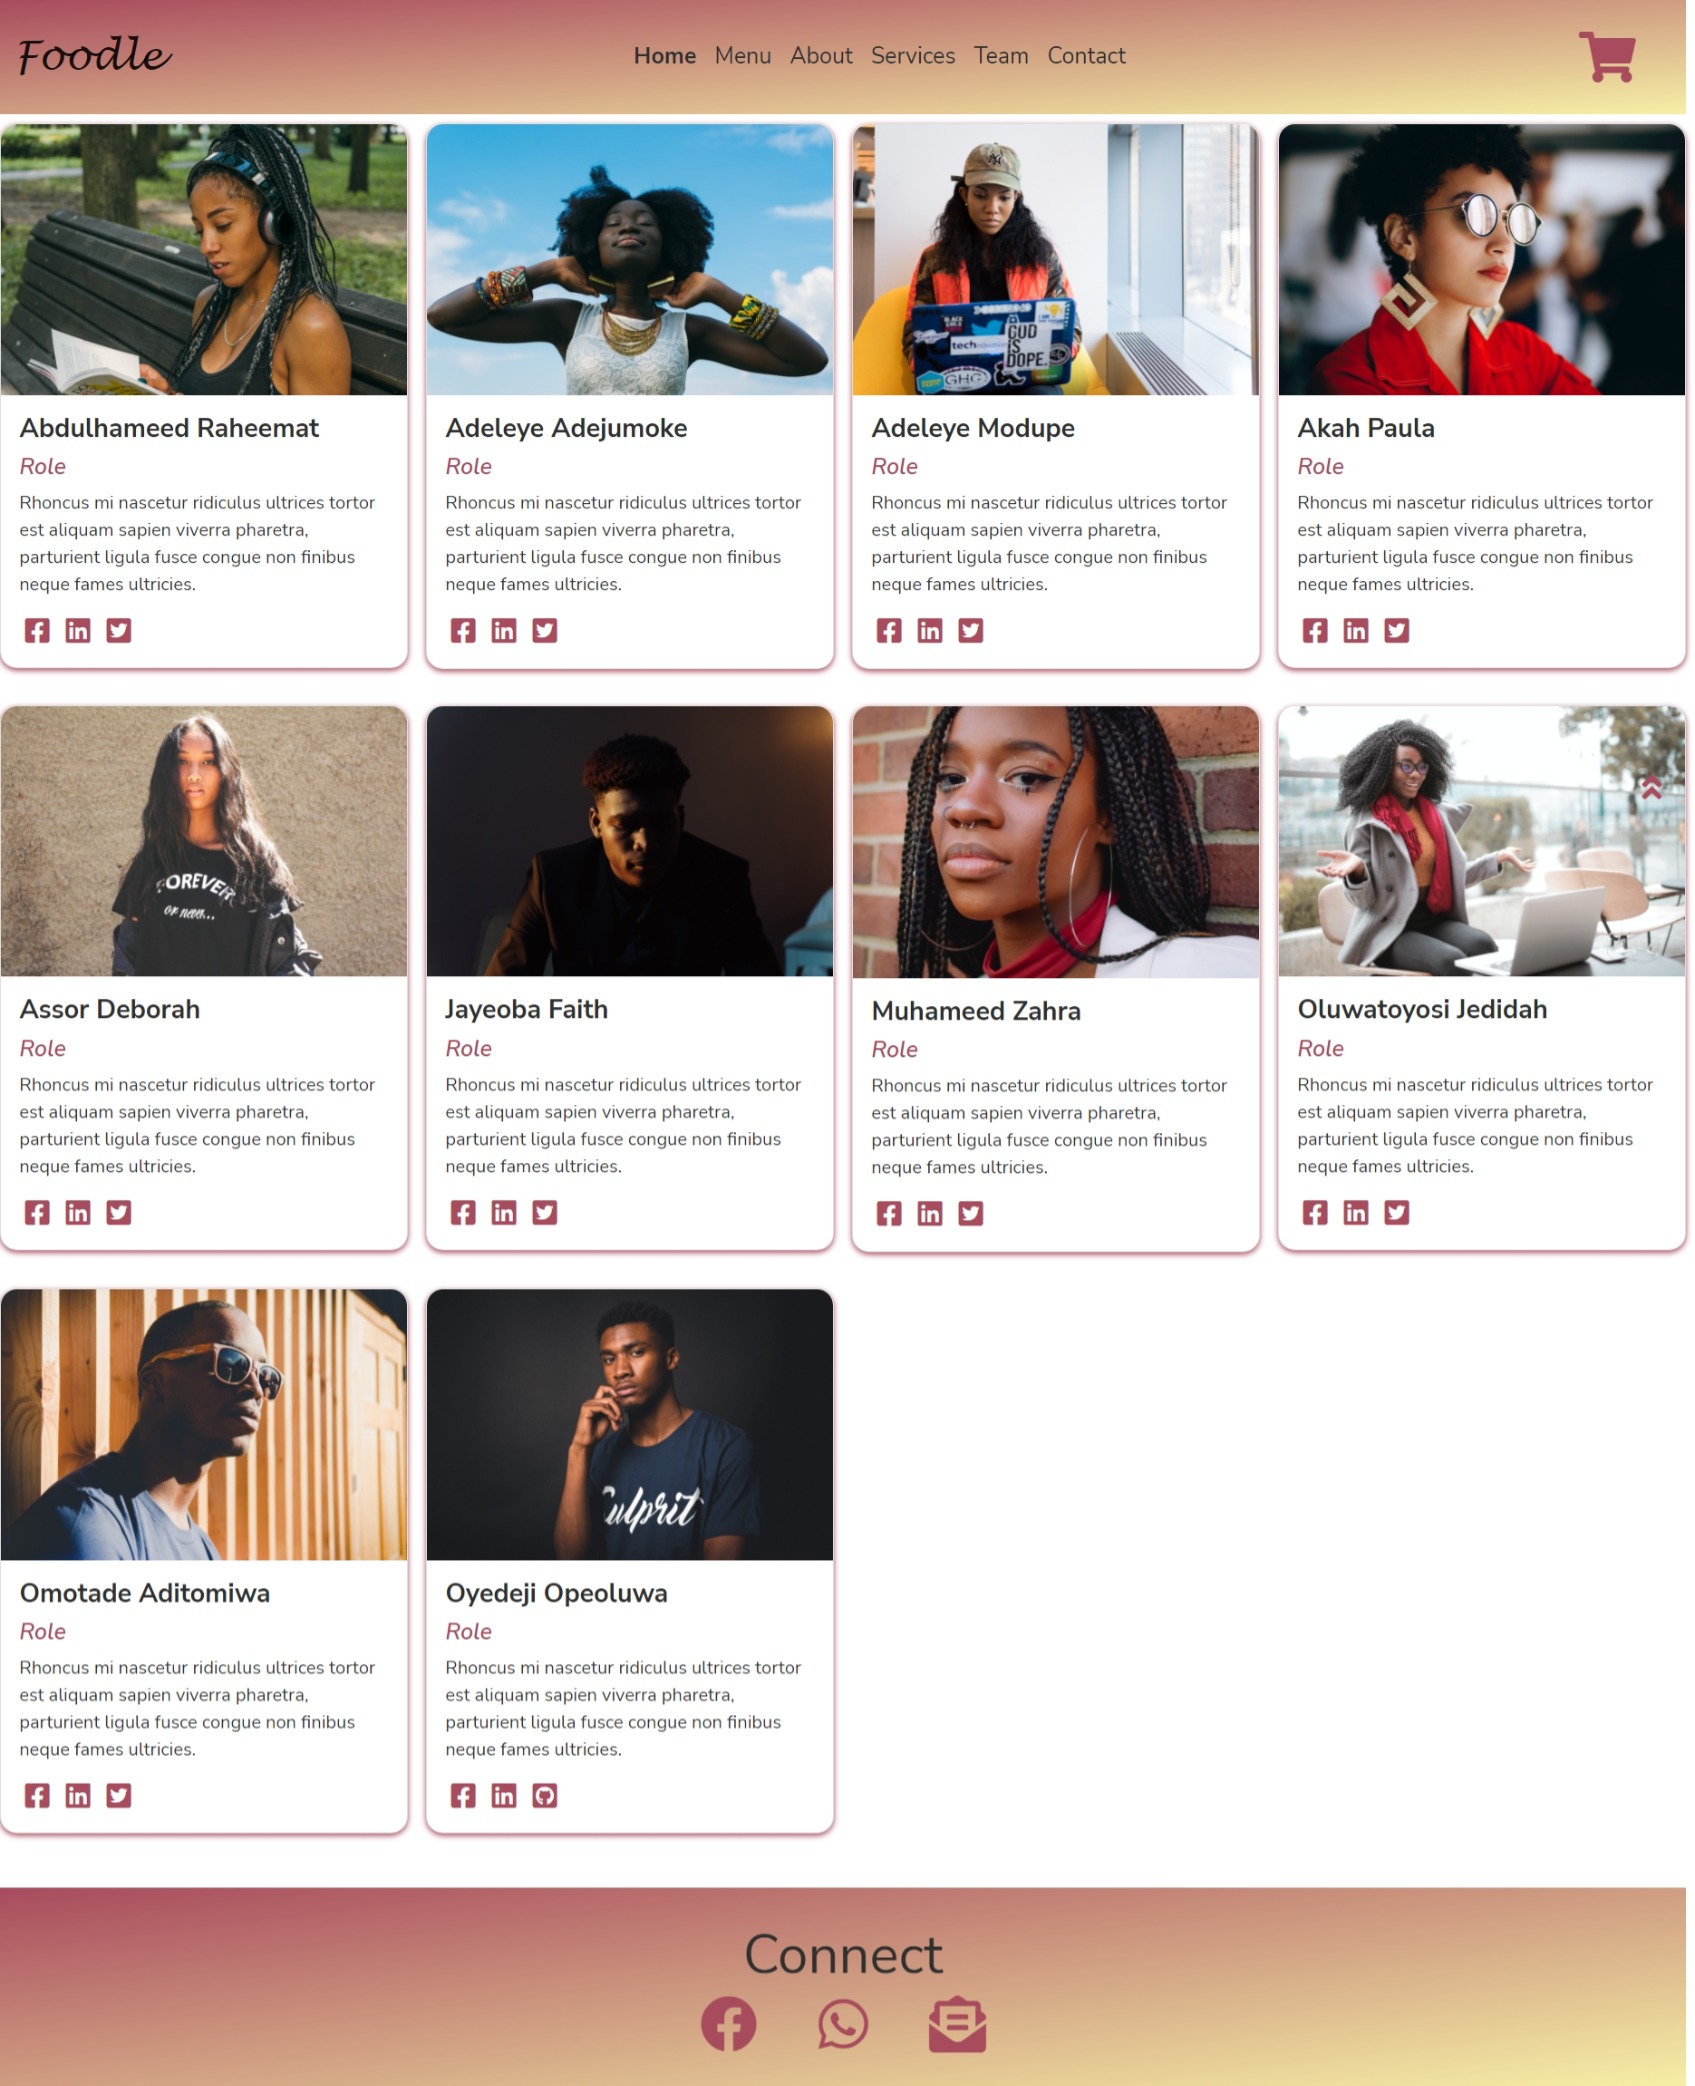 Foodle
Home Menu About Services Team Contact
GOD
IS
DOPE.
tech
GHC
Abdulhameed Raheemat
Role
Rhoncus mi nascetur ridiculus ultrices tortor
est aliquam sapien viverra pharetra,
parturient ligula fusce congue non finibus
neque fames ultricies.
Adeleye Adejumoke
Role
Rhoncus mi nascetur ridiculus ultrices tortor
est aliquam sapien viverra pharetra,
parturient ligula fusce congue non finibus
neque fames ultricies.
Adeleye Modupe
Role
Rhoncus mi nascetur ridiculus ultrices tortor
est aliquam sapien viverra pharetra,
parturient ligula fusce congue non finibus
neque fames ultricies.
Akah Paula
Role
Rhoncus mi nascetur ridiculus ultrices tortor
est aliquam sapien viverra pharetra,
parturient ligula fusce congue non finibus
neque fames ultricies.
FOREVER
or never...
Assor Deborah
Role
Rhoncus mi nascetur ridiculus ultrices tortor
est aliquam sapien viverra pharetra,
parturient ligula fusce congue non finibus
neque fames ultricies.
Jayeoba Faith
Role
Rhoncus mi nascetur ridiculus ultrices tortor
est aliquam sapien viverra pharetra,
parturient ligula fusce congue non finibus
neque fames ultricies.
Muhameed Zahra
Role
Rhoncus mi nascetur ridiculus ultrices tortor
est aliquam sapien viverra pharetra,
parturient ligula fusce congue non finibus
neque fames ultricies.
Oluwatoyosi Jedidah
Role
Rhoncus mi nascetur ridiculus ultrices tortor
est aliquam sapien viverra pharetra,
parturient ligula fusce congue non finibus
neque fames ultricies.
Culprit
Omotade Aditomiwa
Role
Rhoncus mi nascetur ridiculus ultrices tortor
est aliquam sapien viverra pharetra,
parturient ligula fusce congue non finibus
neque fames ultricies.
Oyedeji Opeoluwa
Role
Rhoncus mi nascetur ridiculus ultrices tortor
est aliquam sapien viverra pharetra,
parturient ligula fusce congue non finibus
neque fames ultricies.
Connect